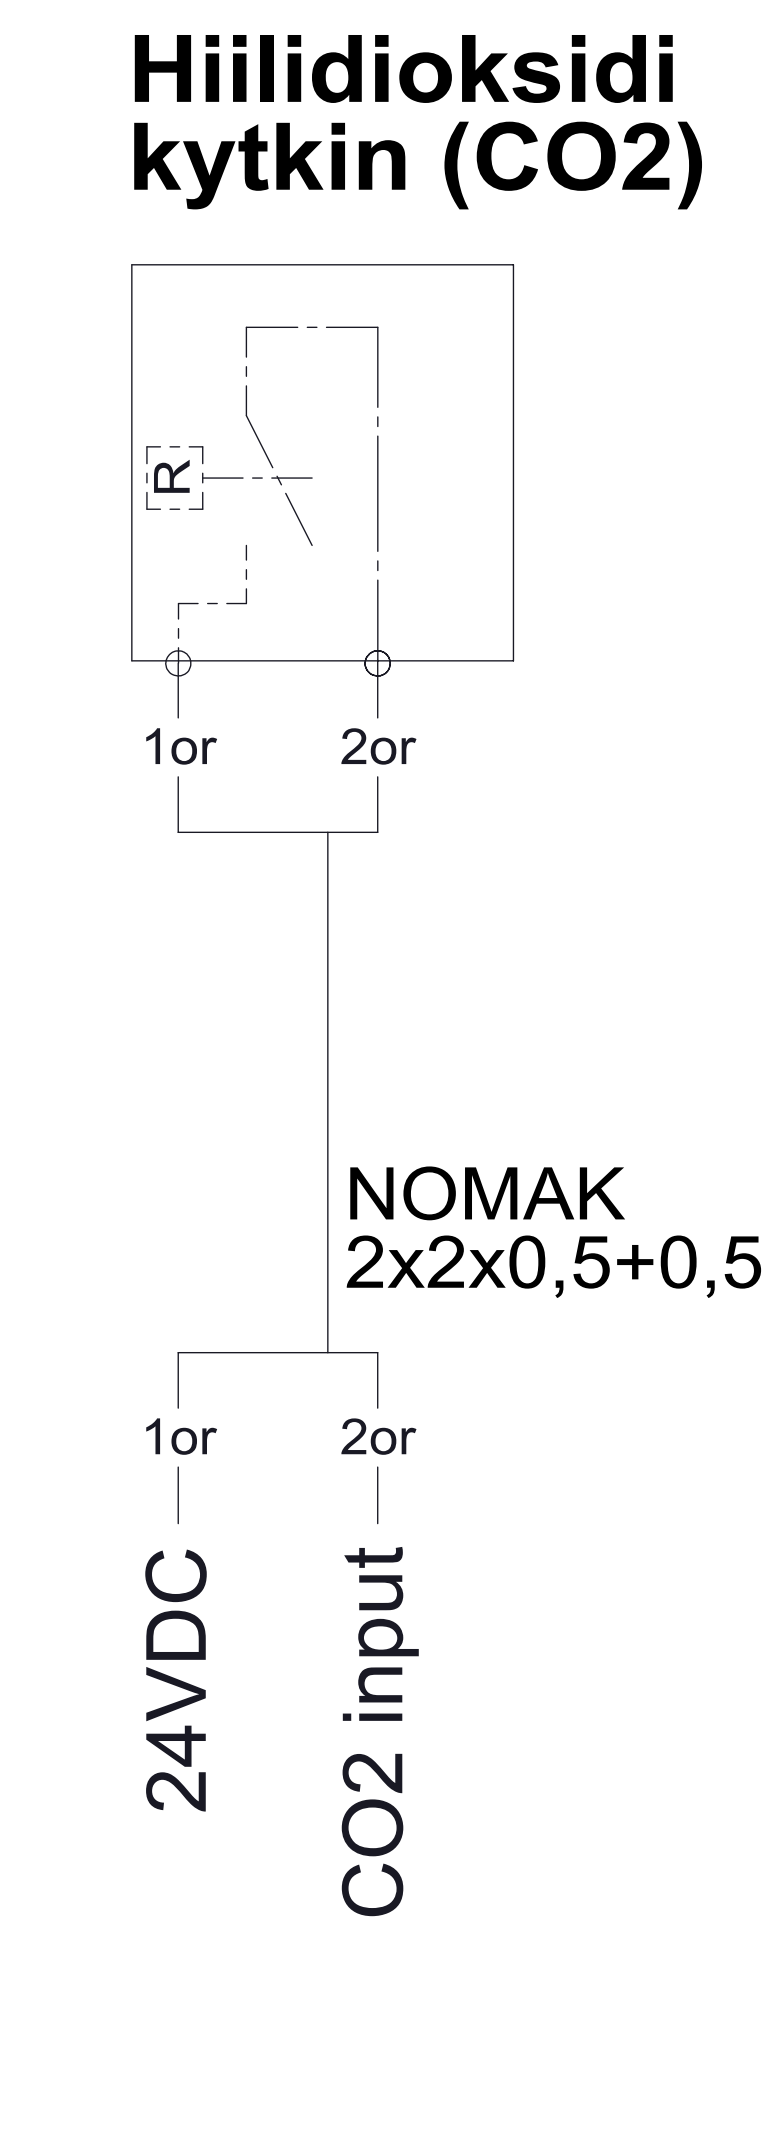 Hiilidioksidi
kytkin (CO2)
R
1or 2or
NOMAK
2x2x0,5+0,5
1or 2or
24VDC
CO2 input